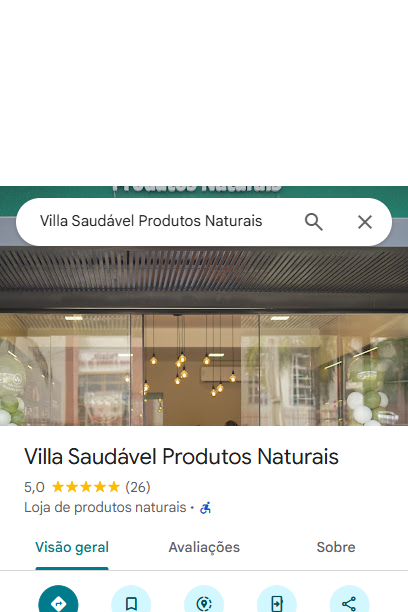 Produtos Naturais
Villa Saudável Produtos Naturais
Villa Saudável Produtos Naturais
5,0 (26)
Loja de produtos naturais ·
Visão geral
Avaliações
Sobre